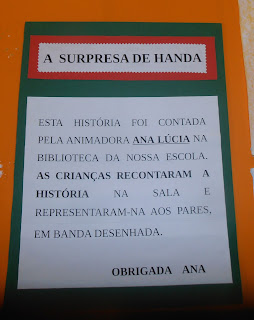 A SURPRESA DE HANDA
ESTA HISTÓRIA FOI CONTADA
PELA ANIMADORA ANA LÚCIA NA
BIBLIOTECA DA NOSSA ESCOLA.
AS CRIANÇAS RECONTARAM A
HISTÓRIA NA SALA E
REPRESENTARAM-NA AOS PARES,
EM BANDA DESENHADA.
OBRIGADA ANA